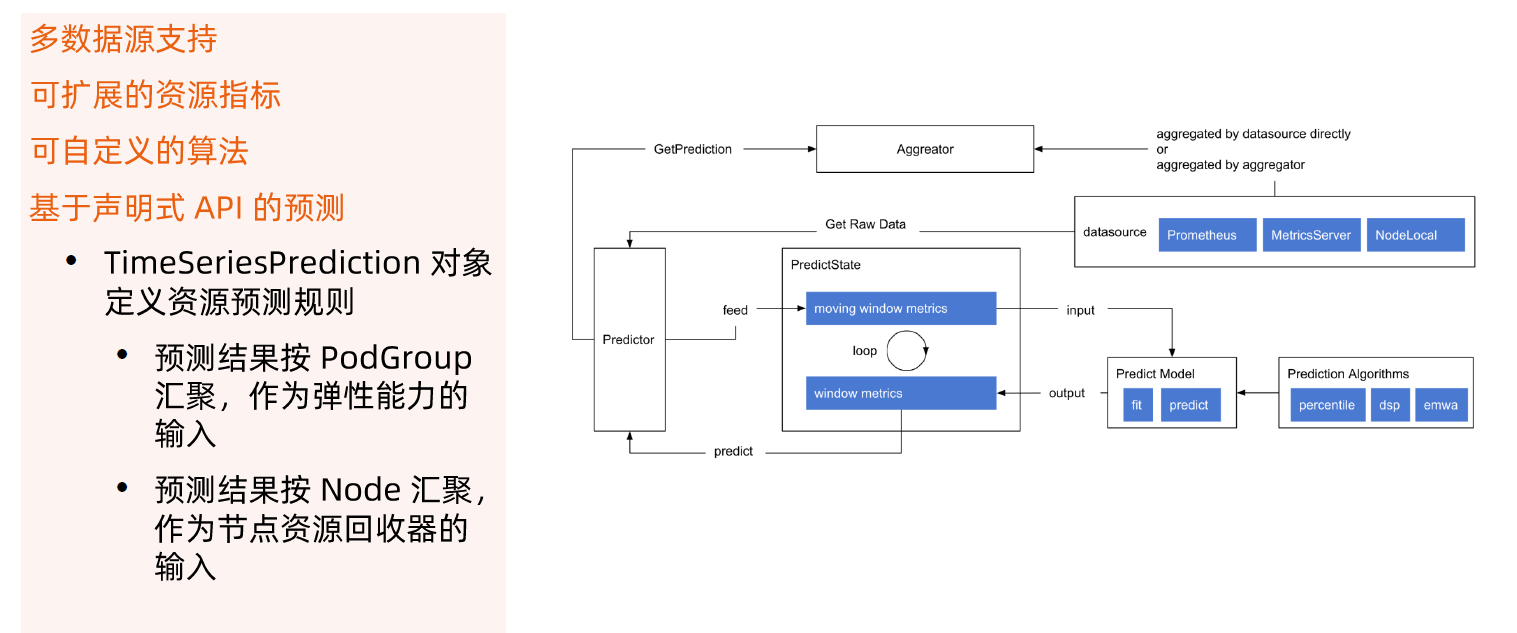 多数据源支持
可扩展的资源指标
可自定义的算法
基于声明式 API 的预测
• TimeSeriesPrediction 对象
定义资源预测规则
• 预测结果按 PodGroup
汇聚，作为弹性能力的
输入
• 预测结果按 Node 汇聚，
作为节点资源回收器的
输入
GetPrediction
Aggreator
aggregated by datasource directly
or
aggregated by aggregator
datasource
Prometheus
MetricsServer
NodeLocal
Get Raw Data
PredictState
Predictor
feed
moving window metrics
input
loop
window metrics
output
predict
Predict Model
fit
predict
Prediction Algorithms
percentile
dsp
emwa